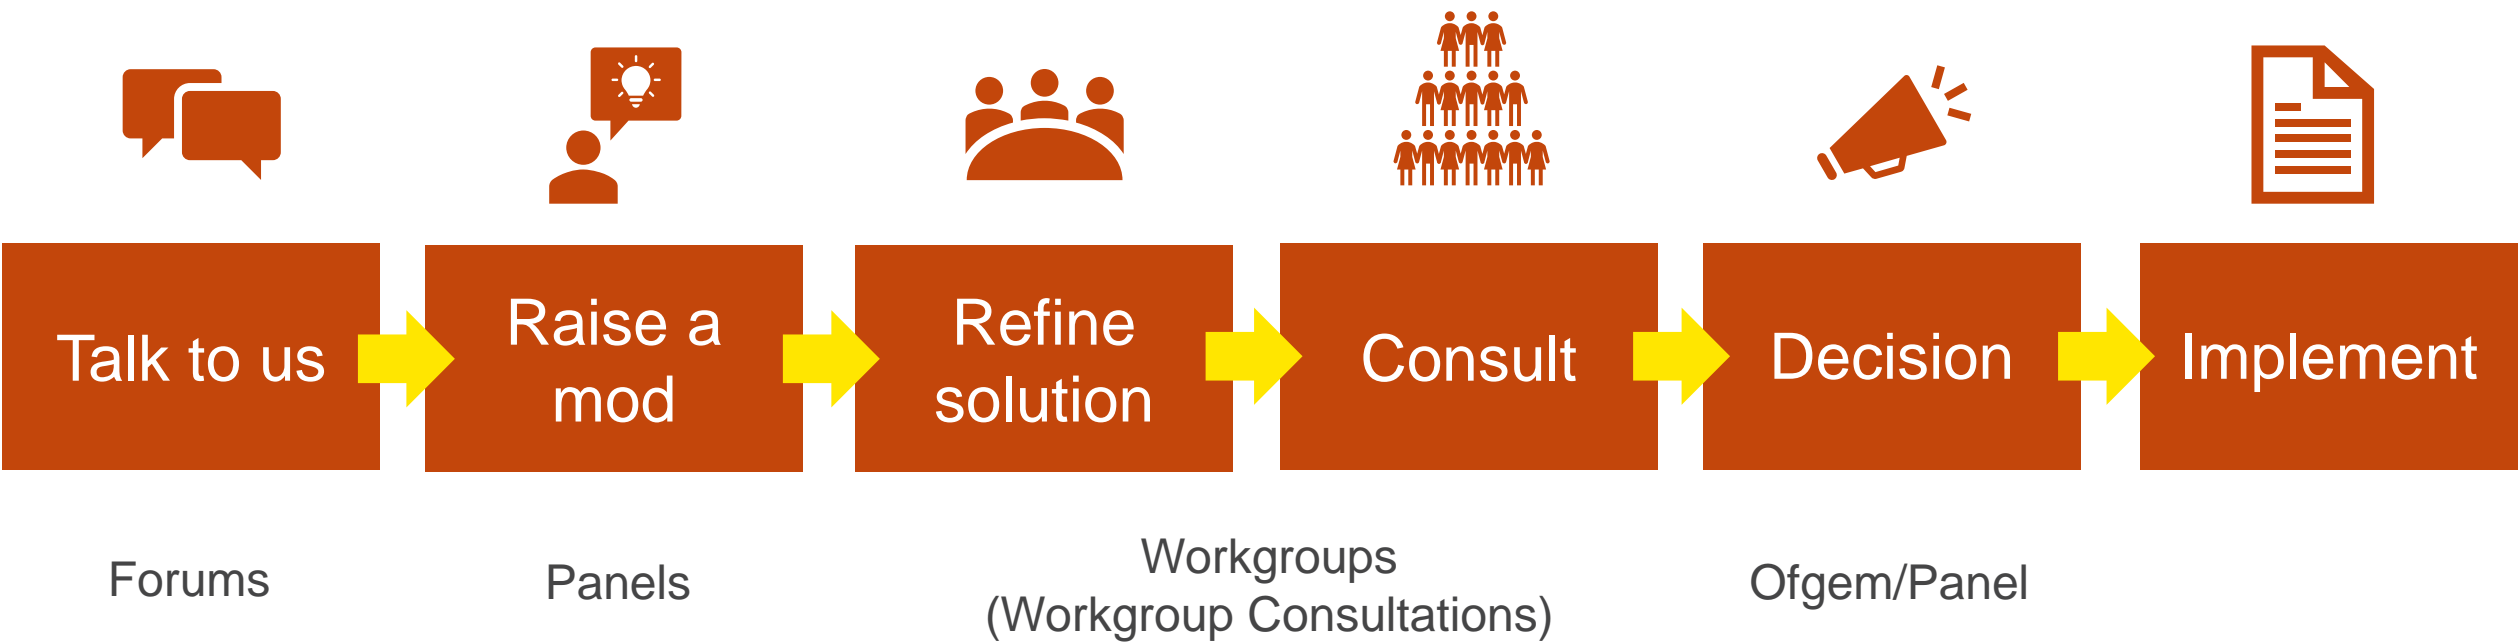 Talk to us
Raise a
mod
Refine
solution
Consult
Decision
Implement
Forums
Panels
Workgroups
(Workgroup Consultations)
Ofgem/Panel